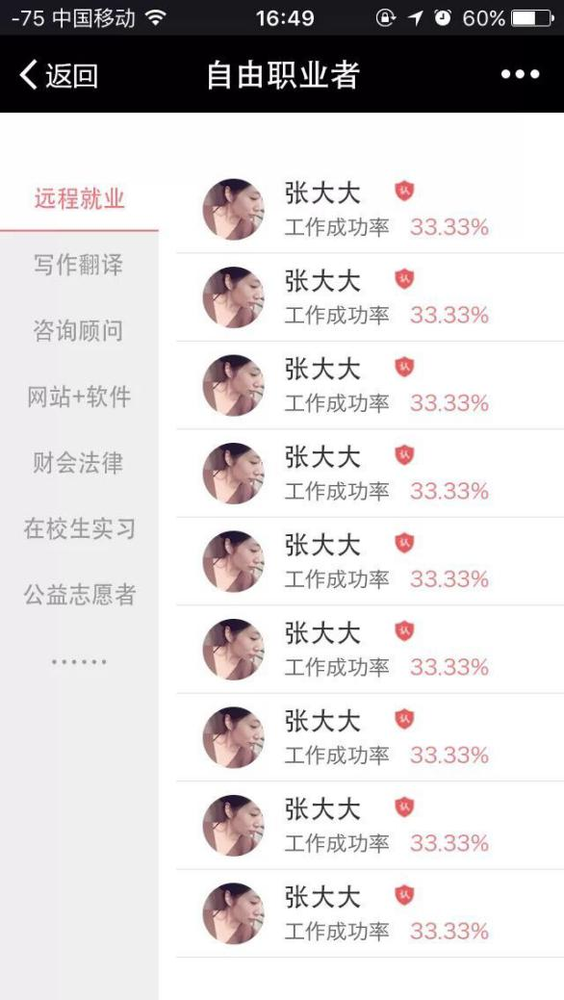 -75 中国移动 16:49 60%
返回 自由职业者 •••
远程就业
写作翻译
咨询顾问
网站+软件
财会法律
在校生实习
公益志愿者
······
张大大 认
工作成功率 33.33%
张大大 认
工作成功率 33.33%
张大大 认
工作成功率 33.33%
张大大 认
工作成功率 33.33%
张大大 认
工作成功率 33.33%
张大大 认
工作成功率 33.33%
张大大 认
工作成功率 33.33%
张大大 认
工作成功率 33.33%
张大大 认
工作成功率 33.33%